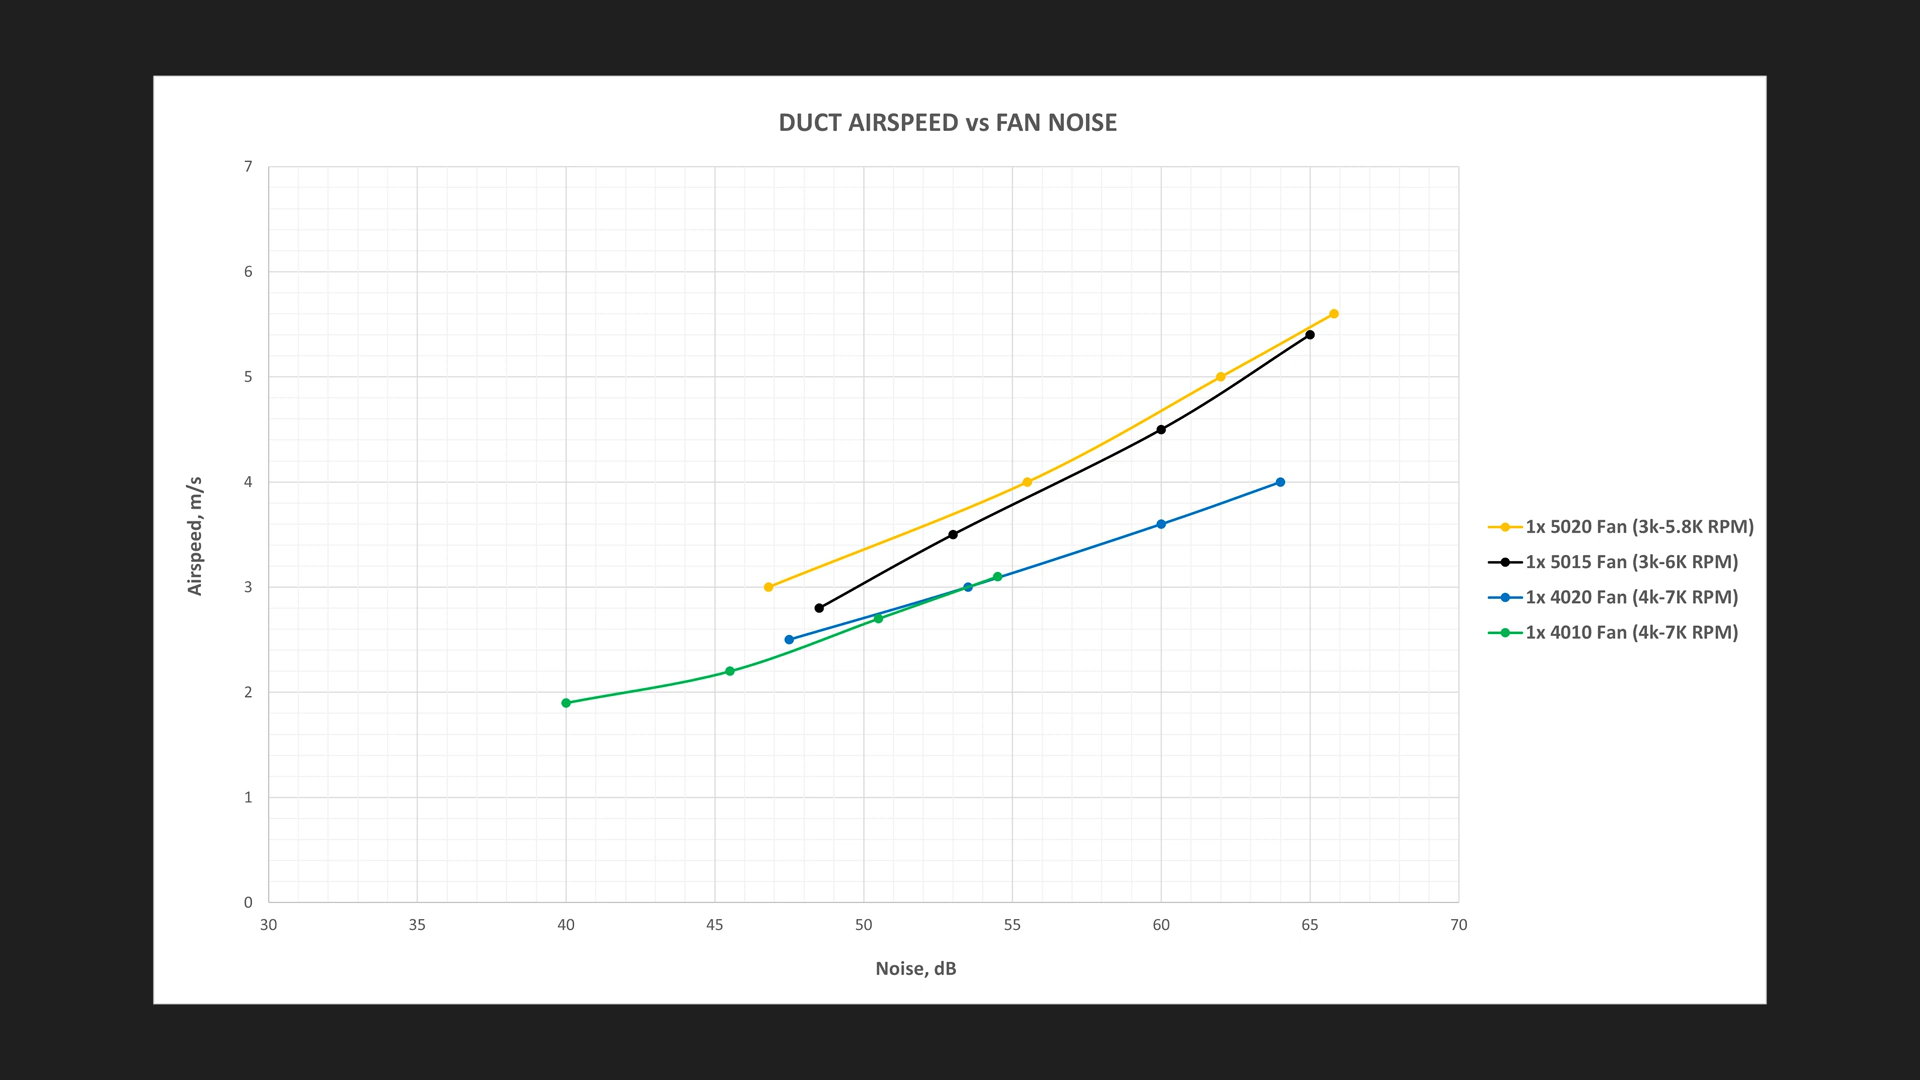 DUCT AIRSPEED vs FAN NOISE
7
6
5
4
3
2
1
0
Airspeed, m/s
30 35 40 45 50 55 60 65 70
Noise, dB
1x 5020 Fan (3k-5.8K RPM)
1x 5015 Fan (3k-6K RPM)
1x 4020 Fan (4k-7K RPM)
1x 4010 Fan (4k-7K RPM)